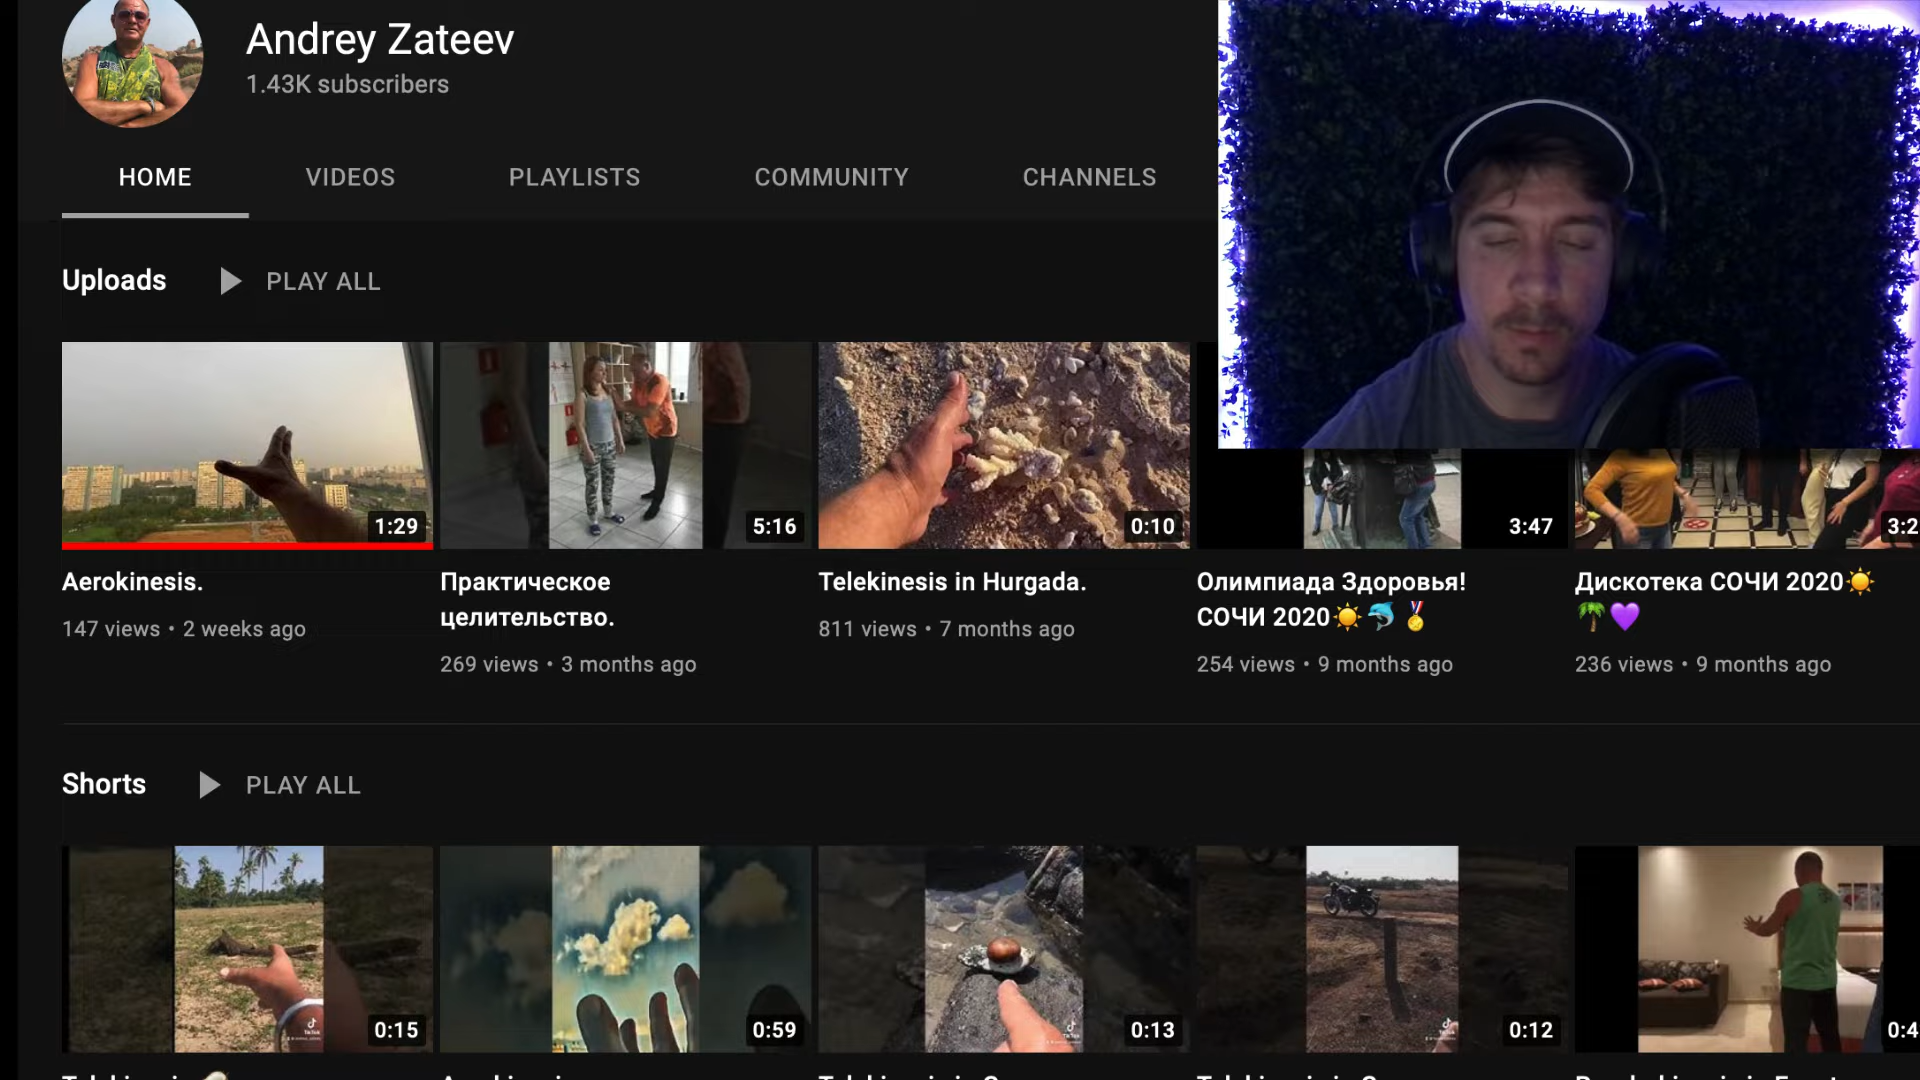 Andrey Zateev
1.43K subscribers
HOME
VIDEOS
PLAYLISTS
COMMUNITY
CHANNELS
Uploads
PLAY ALL
1:29
5:16
0:10
3:47
Aerokinesis.
147 views • 2 weeks ago
Практическое
целительство.
269 views • 3 months ago
Telekinesis in Hurgada.
811 views • 7 months ago
Олимпиада Здоровья!
СОЧИ 2020☀️🐬🏅
254 views • 9 months ago
Дискотека СОЧИ 2020☀️
🌴💜
236 views • 9 months ago
Shorts
PLAY ALL
0:15
0:59
0:13
0:12